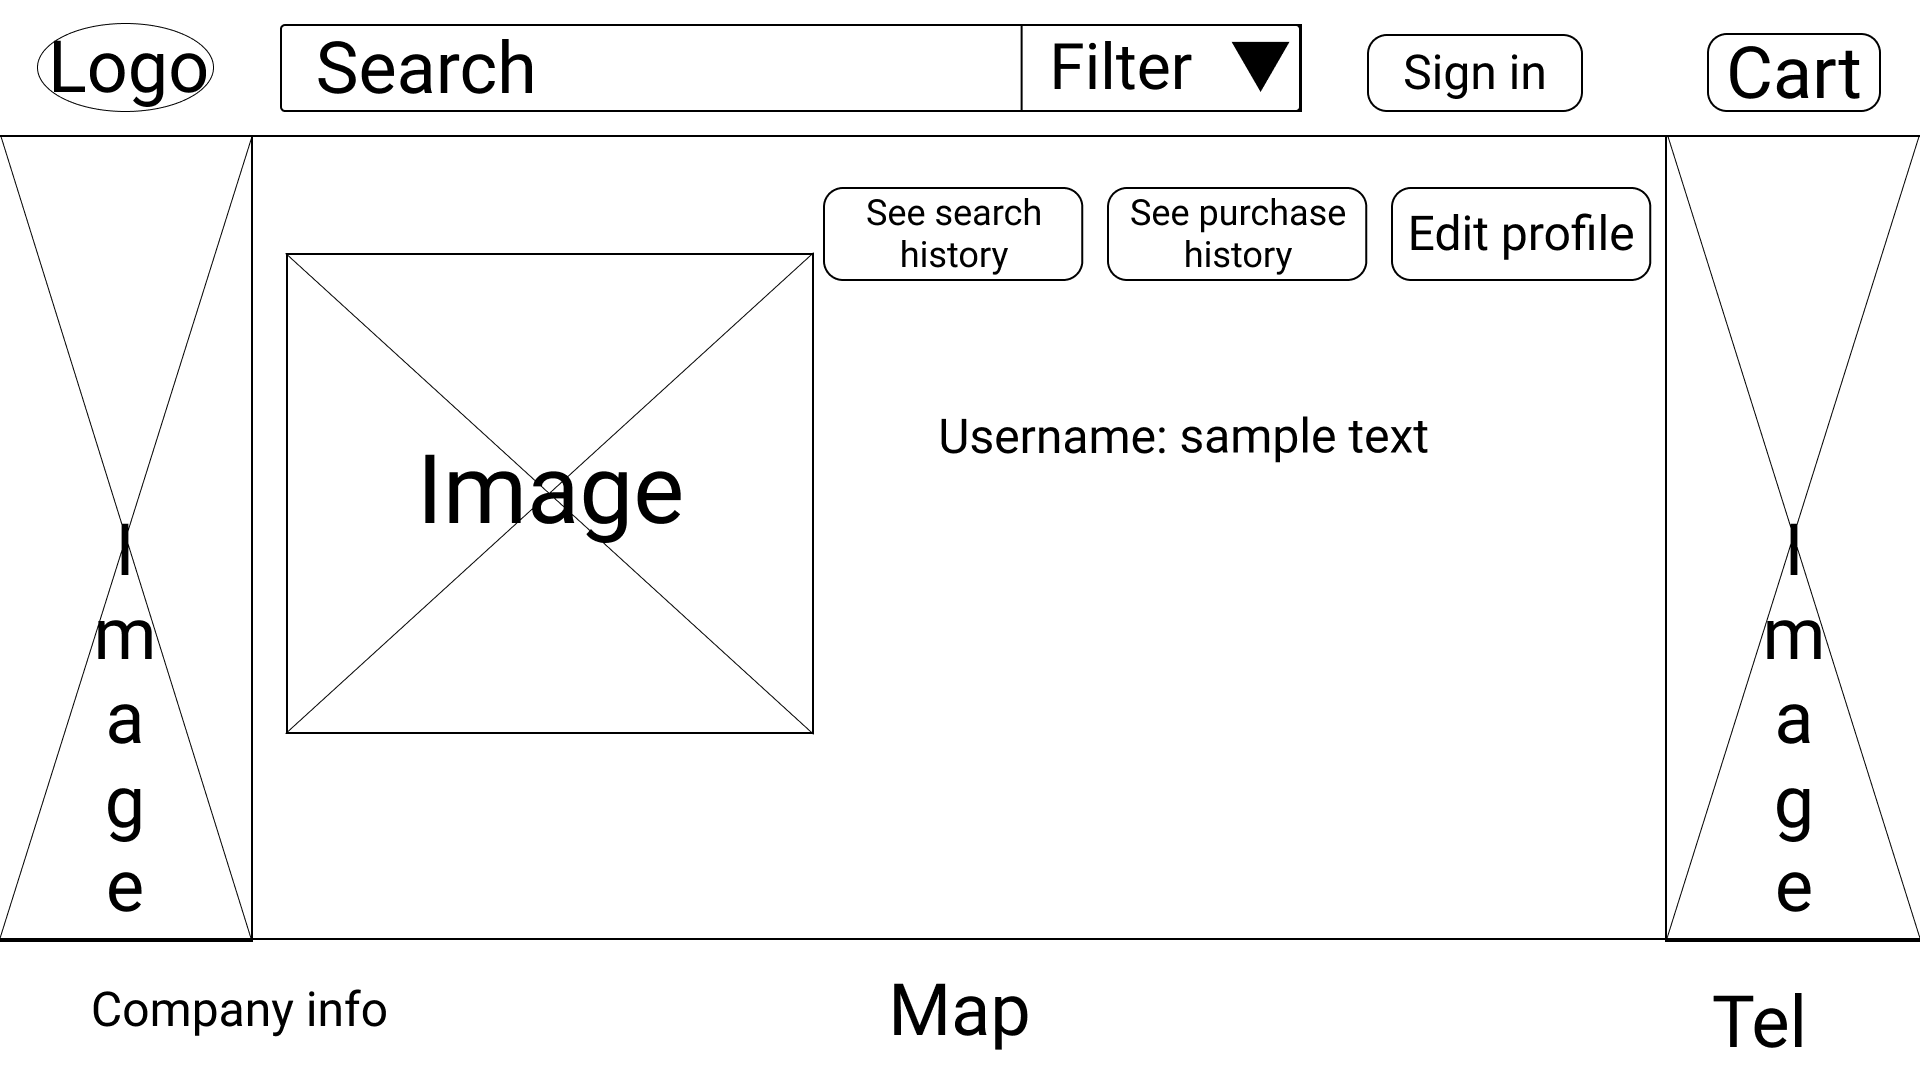 Logo
Search
Filter
Sign in
Cart
See search
history
See purchase
history
Edit profile
Image
Username: sample text
I
m
a
g
e
I
m
a
g
e
Company info
Map
Tel